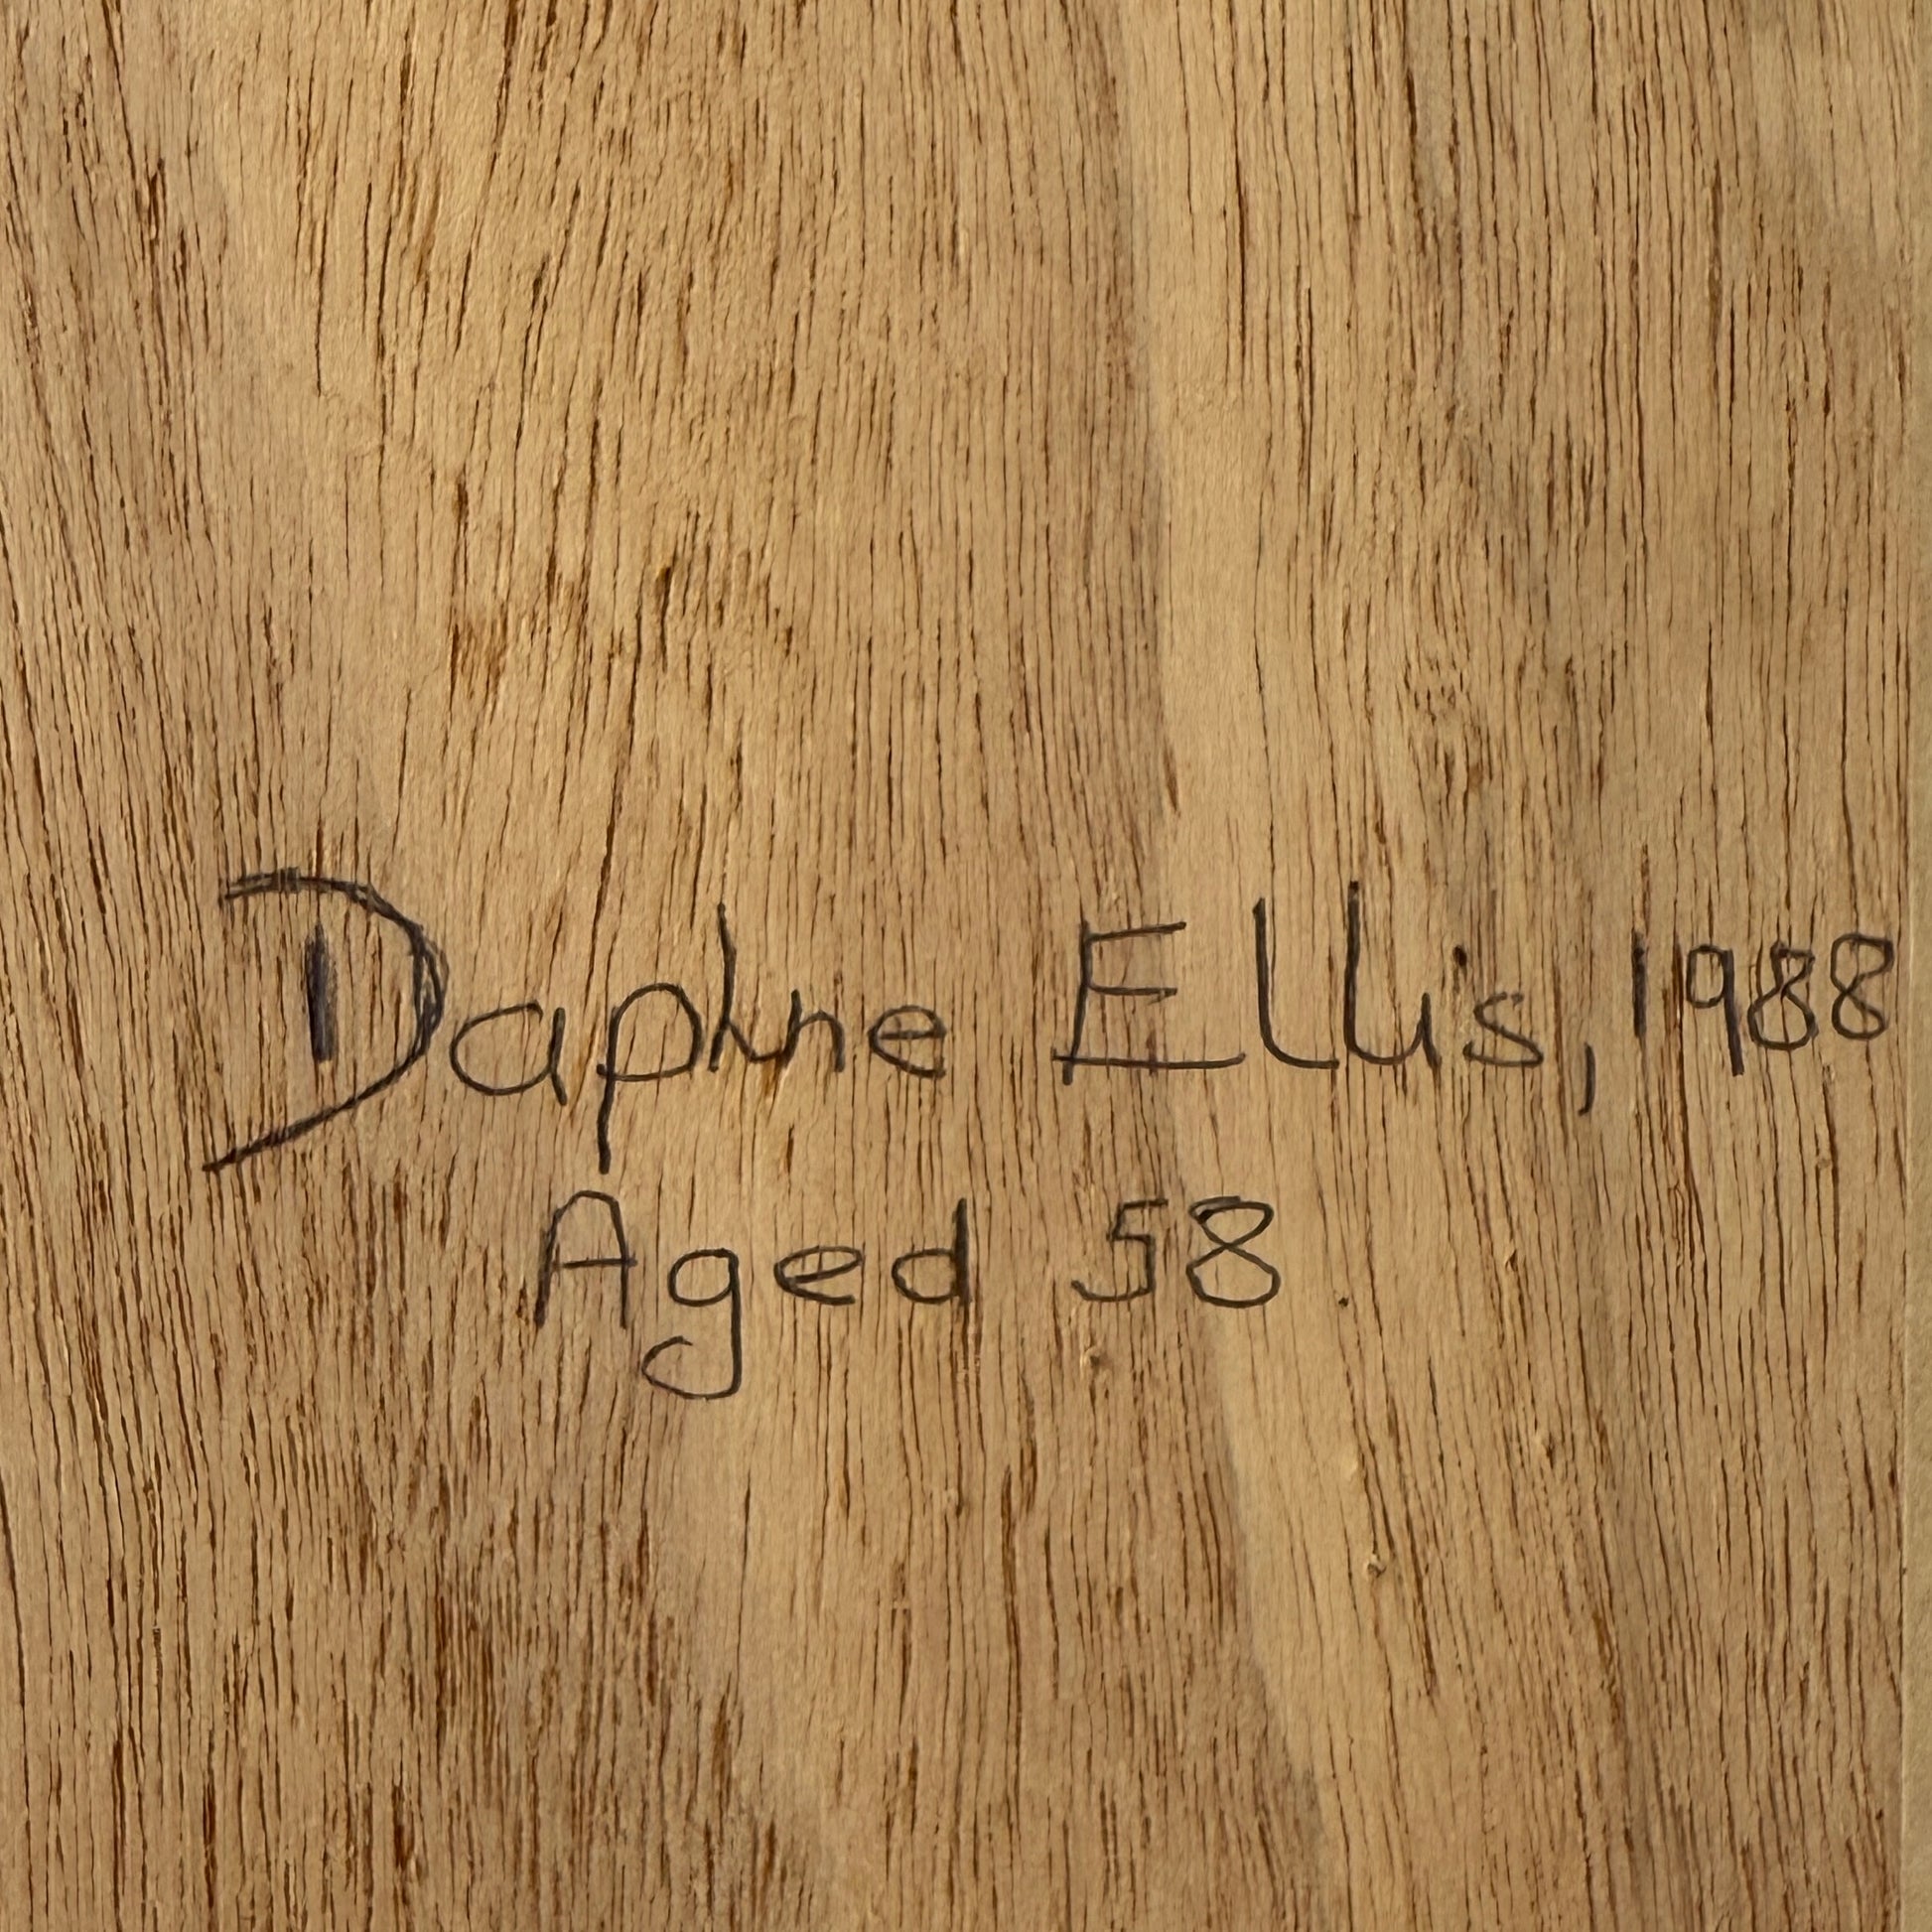 Daphne Ellis, 1988
Aged 58.